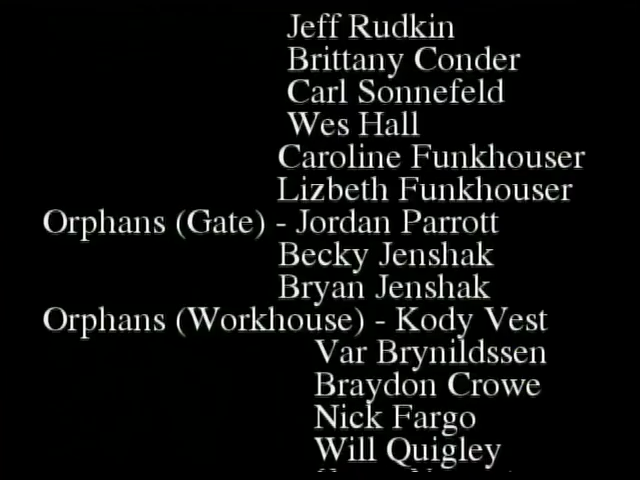 Jeff Rudkin
Brittany Conder
Carl Sonnefeld
Wes Hall
Caroline Funkhouser
Lizbeth Funkhouser
Orphans (Gate) - Jordan Parrott
Becky Jenshak
Bryan Jenshak
Orphans (Workhouse) - Kody Vest
Var Brynildssen
Braydon Crowe
Nick Fargo
Will Quigley